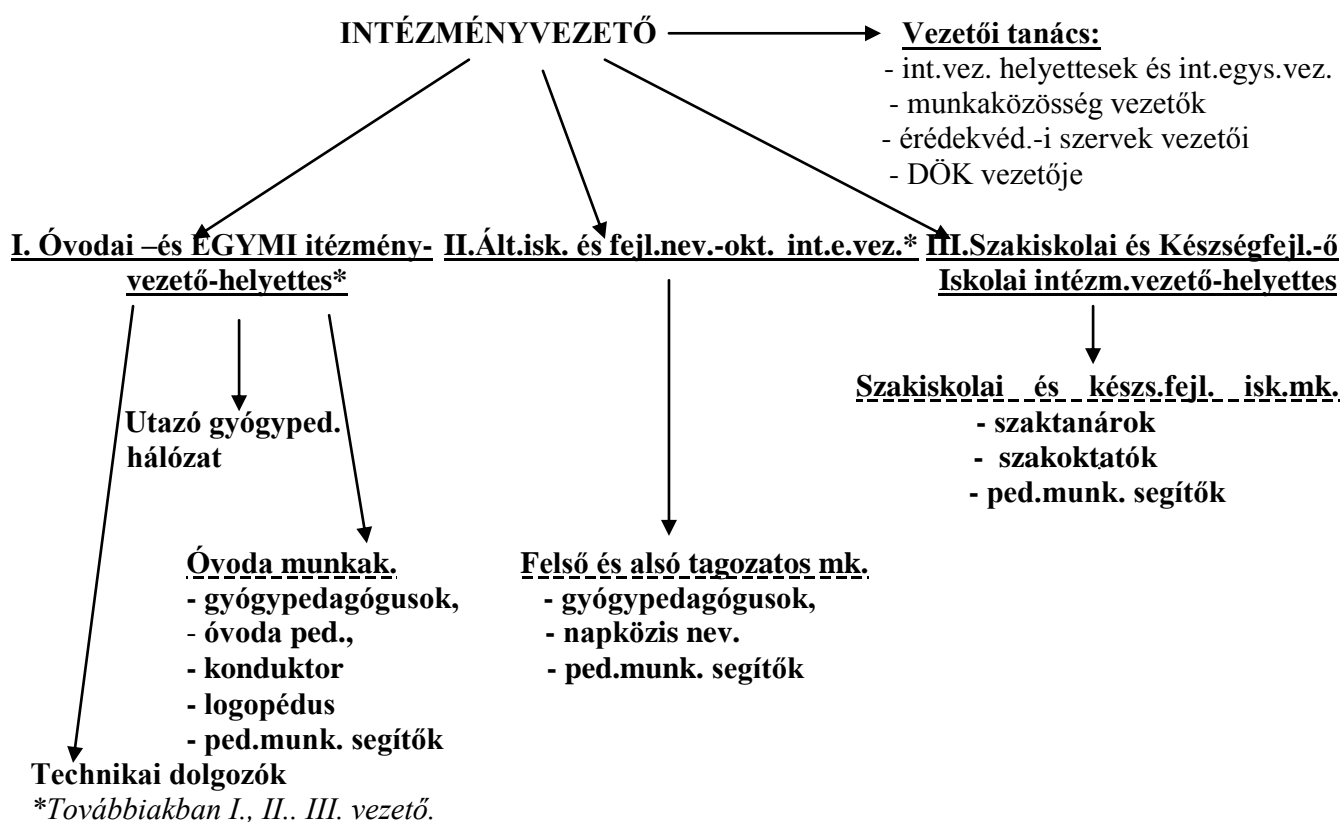 INTÉZMÉNYVEZETŐ
Vezetői tanács:
- int.vez. helyettesek és int.egys.vez.
- munkaközösség vezetők
- érédekvéd.-i szervek vezetői
- DÖK vezetője
I. Óvodai –és EGYMI itézmény-
vezető-helyettes*
II.Ált.isk. és fejl.nev.-okt. int.e.vez.*
III.Szakiskolai és Készségfejl.-ő
Iskolai intézm.vezető-helyettes
Utazó gyógyped.
hálózat
Szakiskolai és készs.fejl. isk.mk.
- szaktanárok
- szakoktatók
- ped.munk. segítők
Óvoda munkak.
- gyógypedagógusok,
- óvoda ped.,
- konduktor
- logopédus
- ped.munk. segítők
Felső és alsó tagozatos mk.
- gyógypedagógusok,
- napközis nev.
- ped.munk. segítők
Technikai dolgozók
*Továbbiakban I., II.. III. vezető.